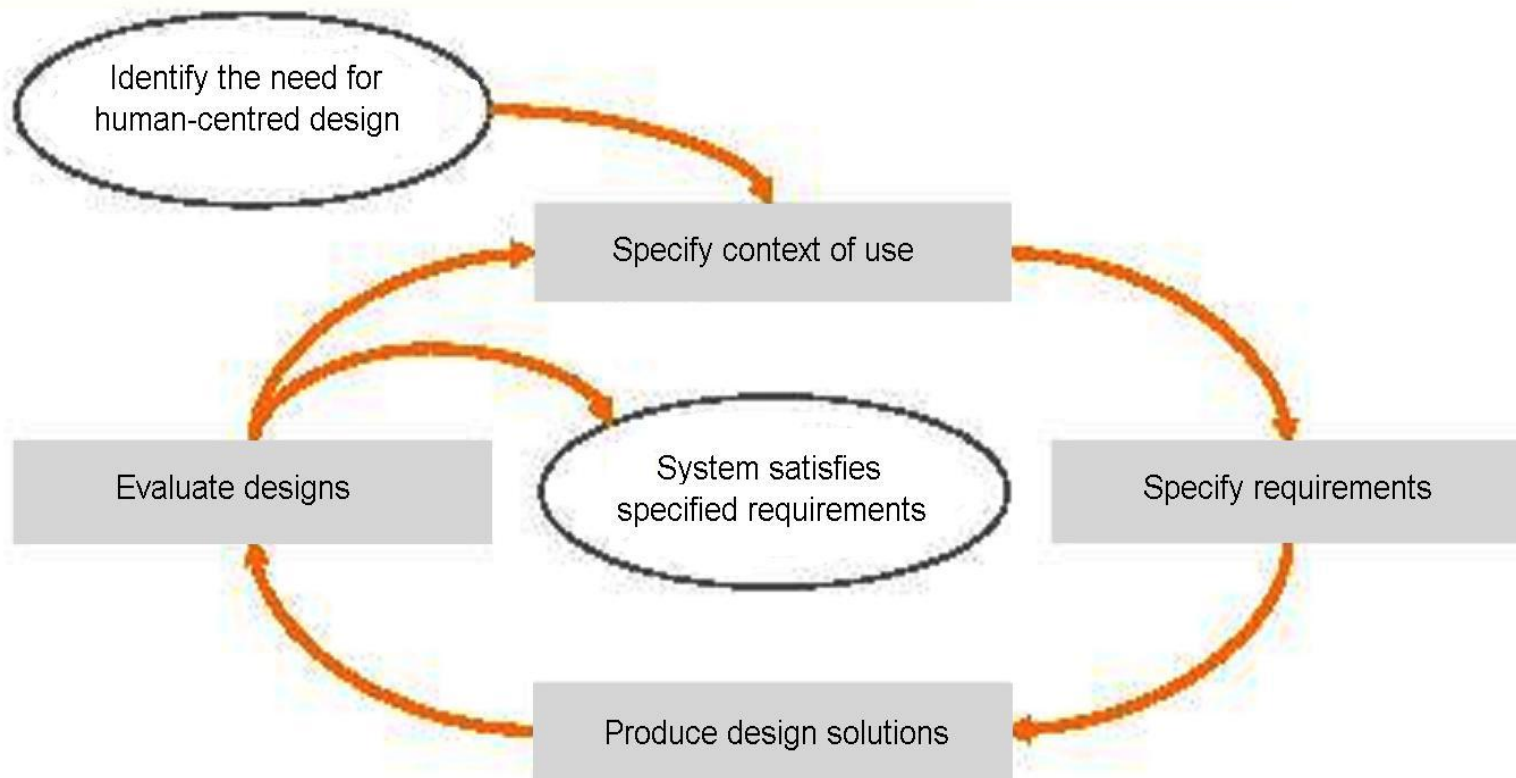 Identify the need for
human-centred design
Specify context of use
Evaluate designs
System satisfies
specified requirements
Specify requirements
Produce design solutions